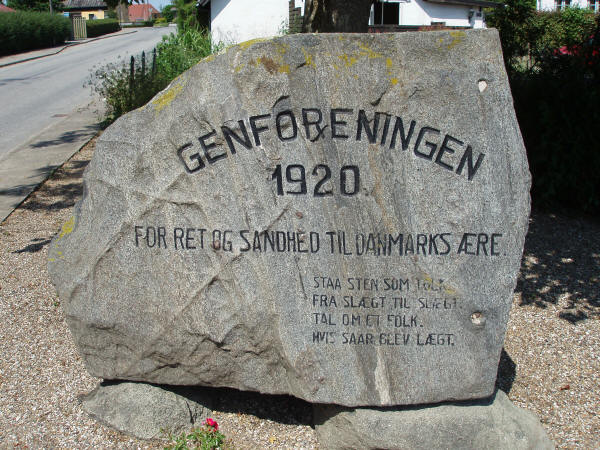 GENFORENINGEN
1920.
FOR RET OG SANDHED TIL DANMARKS ÆRE.
STAA STEN SOM TOLK.
FRA SLÆGT TIL SLÆGT.
TAL OM ET FOLK.
HVIS SAAR BLEV LÆGT.